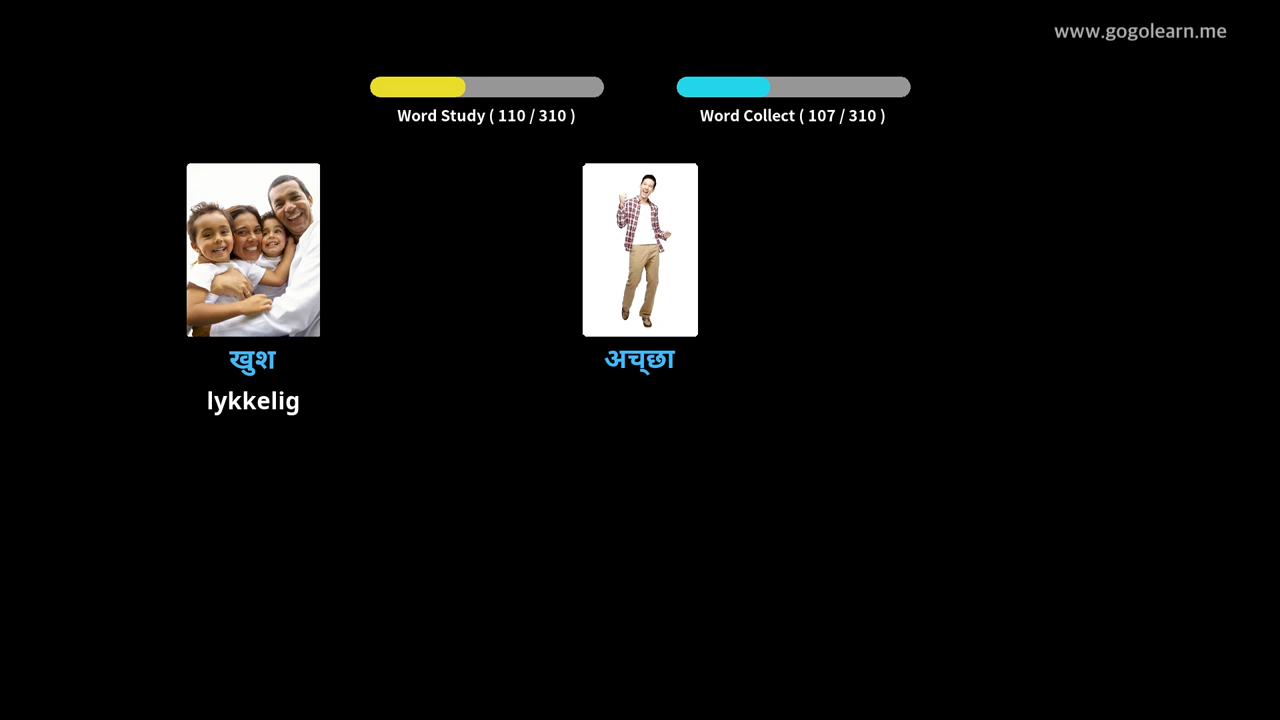 www.gogolearn.me
Word Study ( 110 / 310 )
Word Collect ( 107 / 310 )
खुश
अच्छा
lykkelig